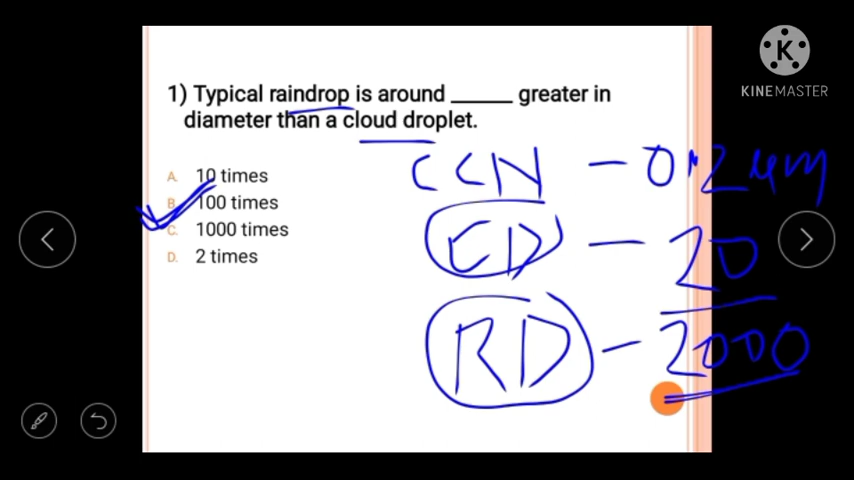 1) Typical raindrop is around ______ greater in
diameter than a cloud droplet.
A. 10 times
B. 100 times
C. 1000 times
D. 2 times
CCN - 0.2 μm
CD - 20
RD - 2000
K
KINEMASTER